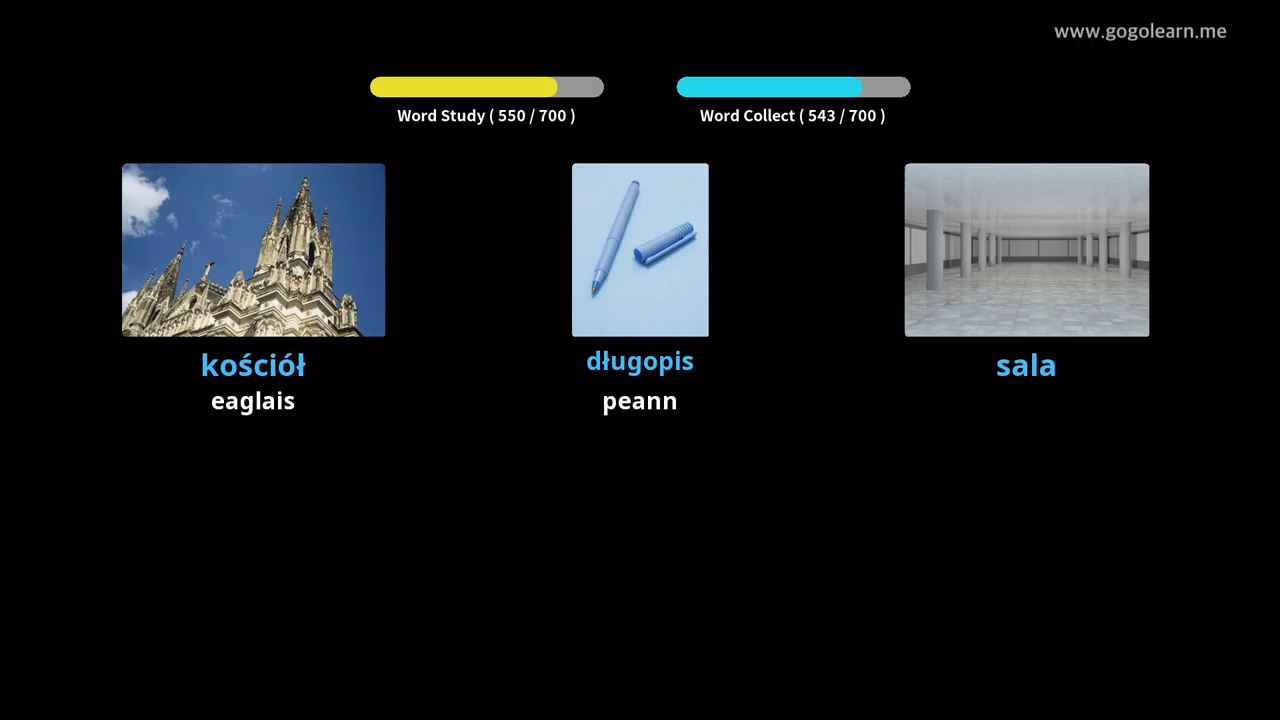 www.gogolearn.me
Word Study ( 550 / 700 )
Word Collect ( 543 / 700 )
kościół
długopis
sala
eaglais
peann